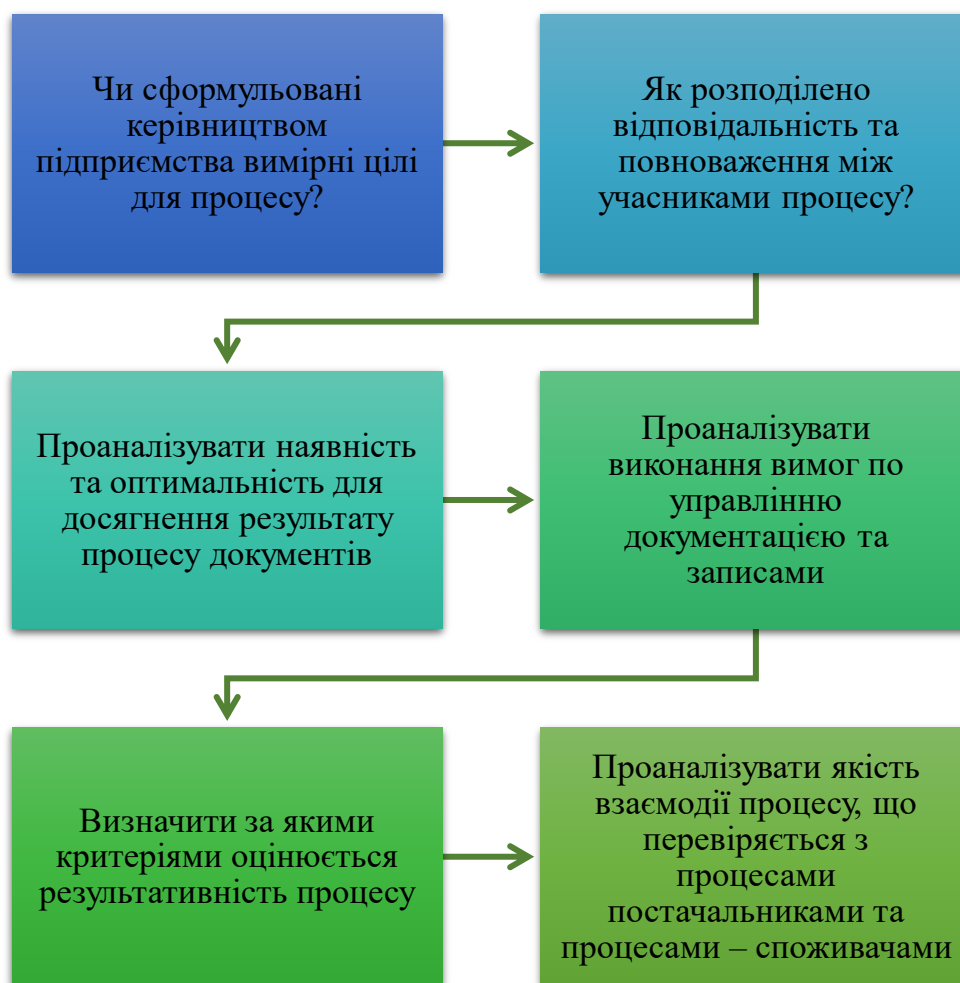 Чи сформульовані
керівництвом
підприємства вимірні цілі
для процесу?
Як розподілено
відповідальність та
повноваження між
учасниками процесу?
Проаналізувати наявність
та оптимальність для
досягнення результату
процесу документів
Проаналізувати
виконання вимог по
управлінню
документацією та
записами
Визначити за якими
критеріями оцінюється
результативність процесу
Проаналізувати якість
взаємодії процесу, що
перевіряється з
процесами
постачальниками та
процесами – споживачами